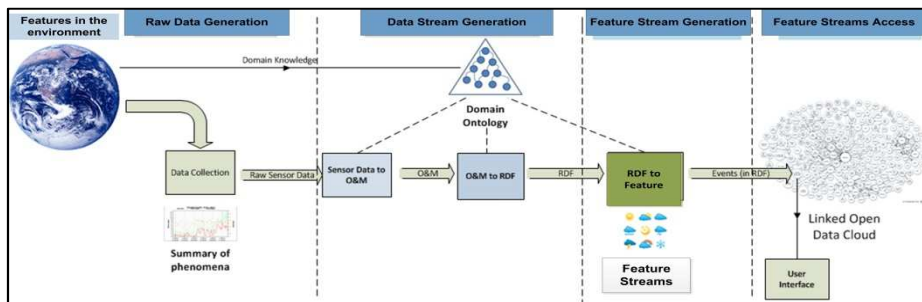 Features in the
environment
Raw Data Generation
Data Stream Generation
Feature Stream Generation
Feature Streams Access
Domain Knowledge
Domain
Ontology
Data Collection
Raw Sensor Data
Sensor Data to
O&M
O&M
O&M to RDF
RDF
RDF to
Feature
Events (in RDF)
Summary of
phenomena
Feature
Streams
Linked Open
Data Cloud
User
Interface